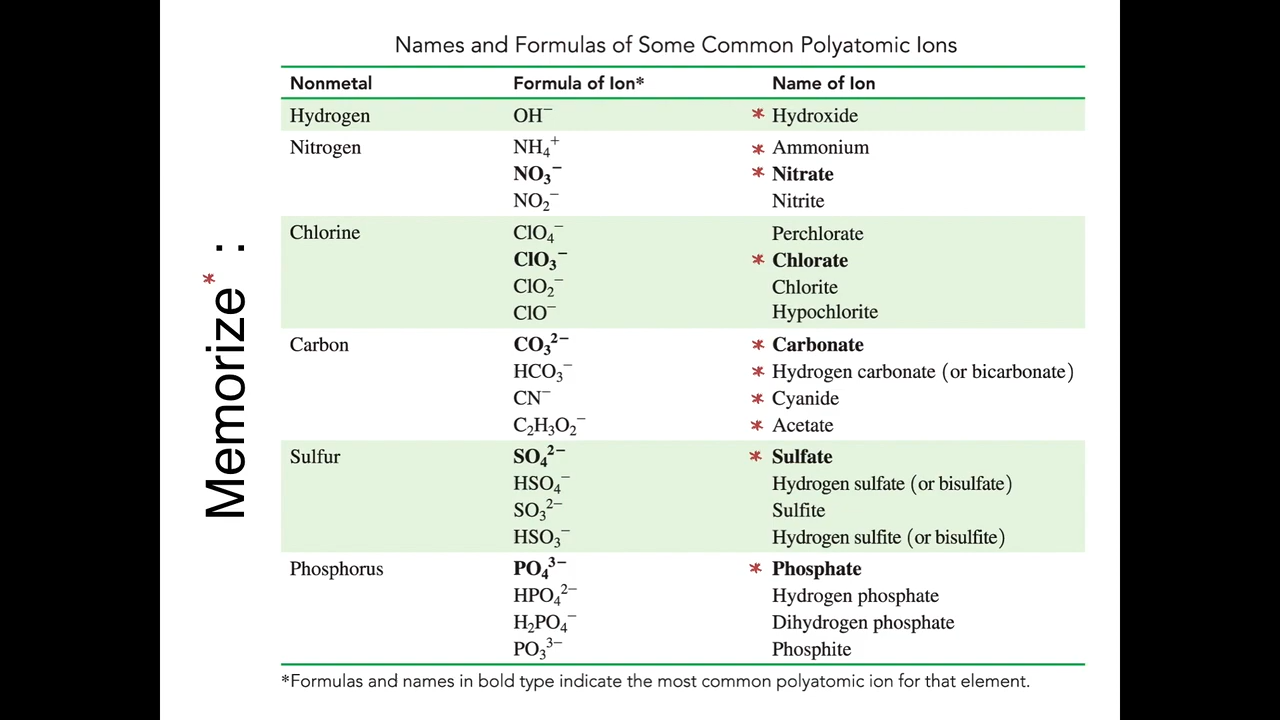 Memorize* :
Names and Formulas of Some Common Polyatomic Ions
Nonmetal Formula of Ion* Name of Ion
Hydrogen OH⁻ * Hydroxide
Nitrogen NH₄⁺ * Ammonium
NO₃⁻ * Nitrate
NO₂⁻ Nitrite
Chlorine ClO₄⁻ Perchlorate
ClO₃⁻ * Chlorate
ClO₂⁻ Chlorite
ClO⁻ Hypochlorite
Carbon CO₃²⁻ * Carbonate
HCO₃⁻ * Hydrogen carbonate (or bicarbonate)
CN⁻ * Cyanide
C₂H₃O₂⁻ * Acetate
Sulfur SO₄²⁻ * Sulfate
HSO₄⁻ Hydrogen sulfate (or bisulfate)
SO₃²⁻ Sulfite
HSO₃⁻ Hydrogen sulfite (or bisulfite)
Phosphorus PO₄³⁻ * Phosphate
HPO₄²⁻ Hydrogen phosphate
H₂PO₄⁻ Dihydrogen phosphate
PO₃³⁻ Phosphite
*Formulas and names in bold type indicate the most common polyatomic ion for that element.